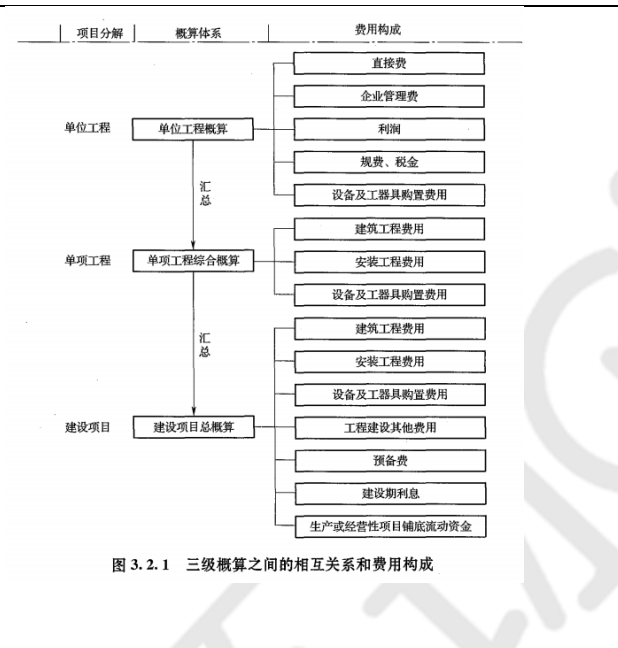 项目分解 概算体系 费用构成
直接费
企业管理费
单位工程 单位工程概算 利润
规费、税金
汇总
设备及工器具购置费用
建筑工程费用
单项工程 单项工程综合概算 安装工程费用
设备及工器具购置费用
建筑工程费用
汇总
安装工程费用
设备及工器具购置费用
建设项目 建设项目总概算 工程建设其他费用
预备费
建设期利息
生产或经营性项目铺底流动资金
图 3.2.1 三级概算之间的相互关系和费用构成